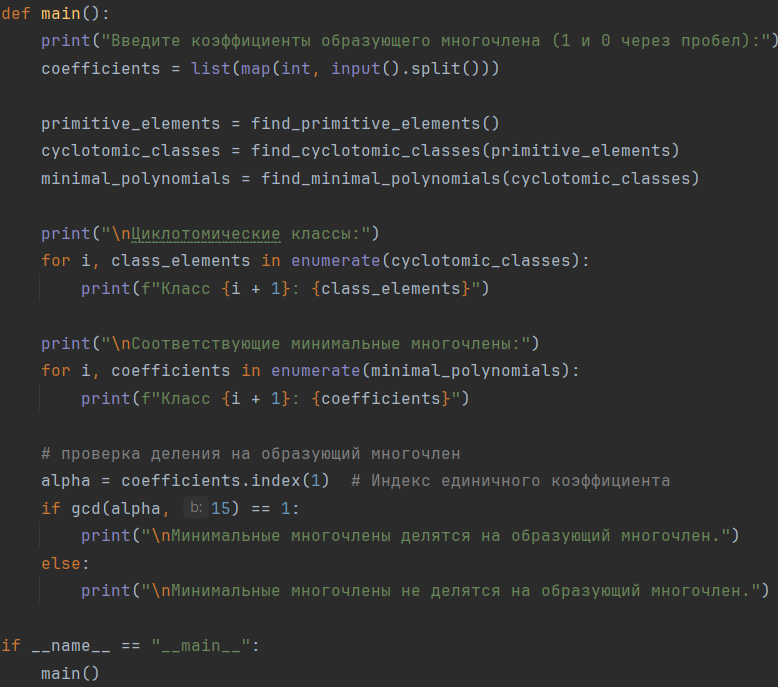 def main():
    print("Введите коэффициенты образующего многочлена (1 и 0 через пробел):")
    coefficients = list(map(int, input().split()))

    primitive_elements = find_primitive_elements()
    cyclotomic_classes = find_cyclotomic_classes(primitive_elements)
    minimal_polynomials = find_minimal_polynomials(cyclotomic_classes)

    print("\nЦиклотомические классы:")
    for i, class_elements in enumerate(cyclotomic_classes):
        print(f"Класс {i + 1}: {class_elements}")

    print("\nСоответствующие минимальные многочлены:")
    for i, coefficients in enumerate(minimal_polynomials):
        print(f"Класс {i + 1}: {coefficients}")

    # проверка деления на образующий многочлен
    alpha = coefficients.index(1)  # Индекс единичного коэффициента
    if gcd(alpha, b: 15) == 1:
        print("\nМинимальные многочлены делятся на образующий многочлен.")
    else:
        print("\nМинимальные многочлены не делятся на образующий многочлен.")

if __name__ == "__main__":
    main()